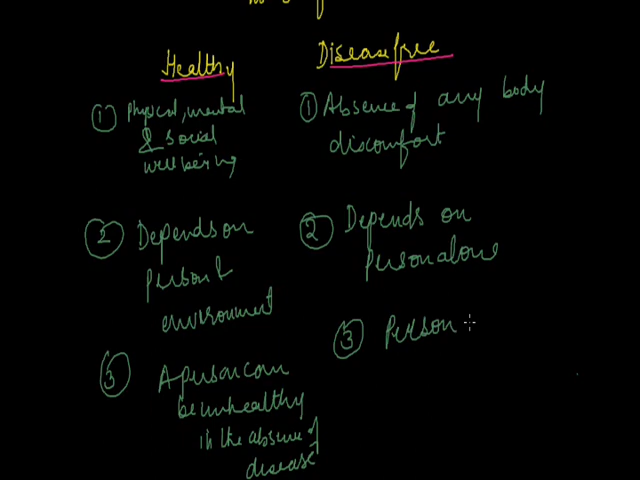 Healthy
Disease free
① Physical, mental
& social
well being
① Absence of any body
discomfort
② Depends on
person &
environment
② Depends on
person alone
③ A person can
be unhealthy
in the absence of
disease
③ Person